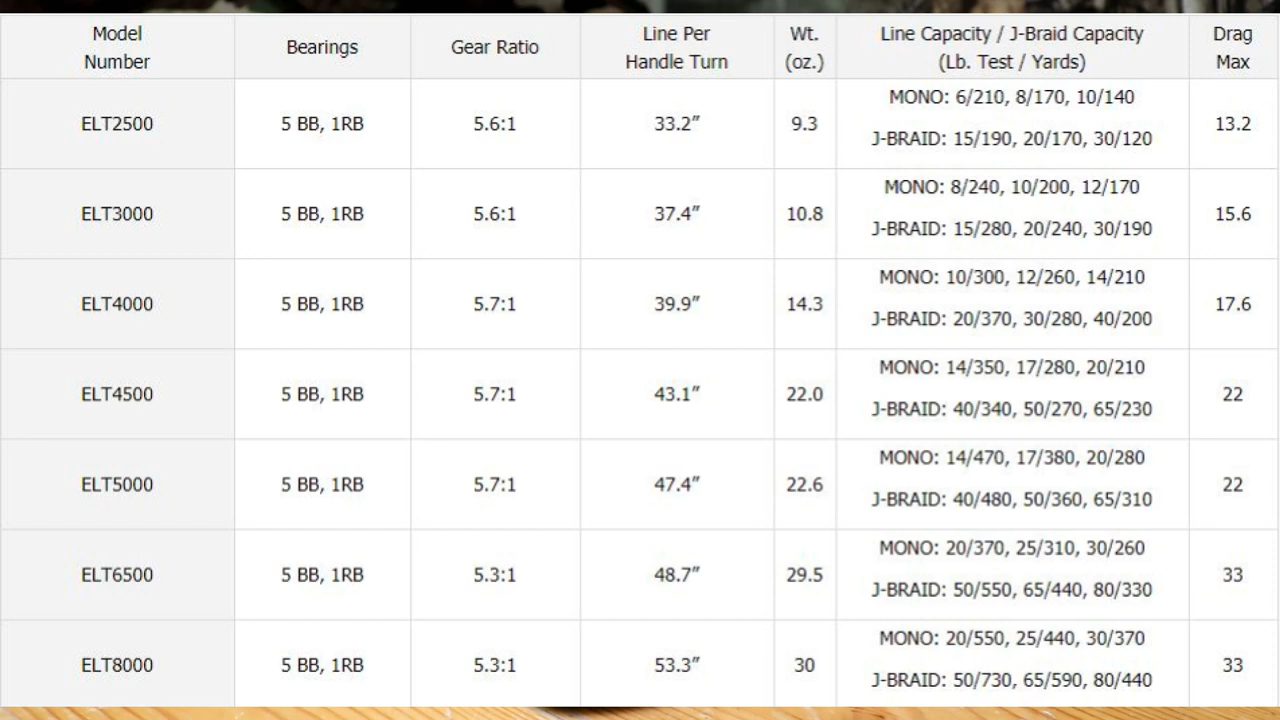 Model Number Bearings Gear Ratio Line Per Handle Turn Wt. (oz.) Line Capacity / J-Braid Capacity (Lb. Test / Yards) Drag Max
ELT2500 5 BB, 1RB 5.6:1 33.2″ 9.3 MONO: 6/210, 8/170, 10/140 J-BRAID: 15/190, 20/170, 30/120 13.2
ELT3000 5 BB, 1RB 5.6:1 37.4″ 10.8 MONO: 8/240, 10/200, 12/170 J-BRAID: 15/280, 20/240, 30/190 15.6
ELT4000 5 BB, 1RB 5.7:1 39.9″ 14.3 MONO: 10/300, 12/260, 14/210 J-BRAID: 20/370, 30/280, 40/200 17.6
ELT4500 5 BB, 1RB 5.7:1 43.1″ 22.0 MONO: 14/350, 17/280, 20/210 J-BRAID: 40/340, 50/270, 65/230 22
ELT5000 5 BB, 1RB 5.7:1 47.4″ 22.6 MONO: 14/470, 17/380, 20/280 J-BRAID: 40/480, 50/360, 65/310 22
ELT6500 5 BB, 1RB 5.3:1 48.7″ 29.5 MONO: 20/370, 25/310, 30/260 J-BRAID: 50/550, 65/440, 80/330 33
ELT8000 5 BB, 1RB 5.3:1 53.3″ 30 MONO: 20/550, 25/440, 30/370 J-BRAID: 50/730, 65/590, 80/440 33